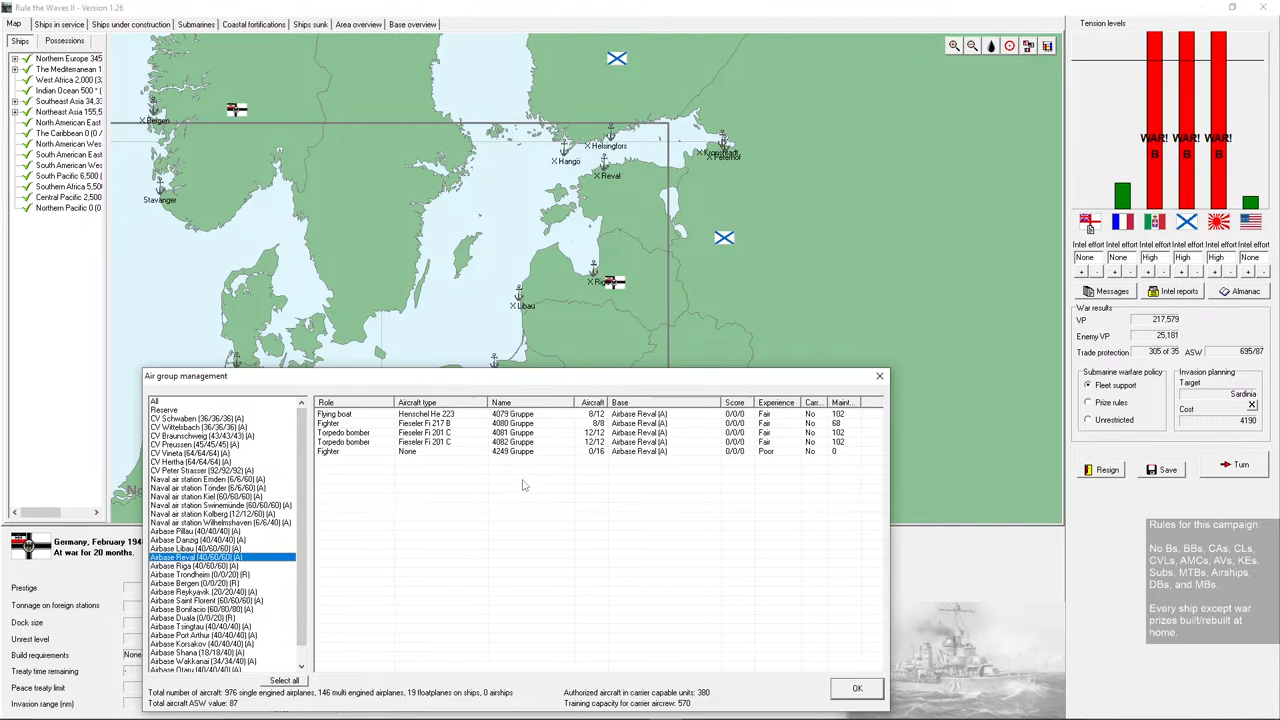 Rule the Waves II - Version 1.26
Map Ships in service Ships under construction Submarines Coastal fortifications Ships sunk Area overview Base overview
Ships Possessions
Northern Europe 345
The Mediterranean 1
West Africa 2,000 (3
Indian Ocean 500 * (
Southeast Asia 34,33
Northeast Asia 155,5
North American East
The Caribbean 0 (0 /
North American West
South American East
South American Wes
South Pacific 6,500 (
Southern Africa 5,50
Central Pacific 2,500
Northern Pacific 0 (0
Bergen
Stavanger
Helsingfors
Hangö
Reval
Peterhof
Libau
Tension levels
WAR! WAR! WAR!
B B B
Intel effort Intel effort Intel effort Intel effort Intel effort Intel effort
None None High High High None
+ - + - + - + - + - + -
Messages Intel reports Almanac
War results
VP 217,579
Enemy VP 25,181
Trade protection 305 of 35 ASW 695/87
Submarine warfare policy
Fleet support
Prize rules
Unrestricted
Invasion planning
Target
Sardinia
Cost
4190
Resign Save Turn
Air group management
All
Reserve
CV Schwaben (36/36/36) (A)
CV Wittelsbach (36/36/36) (A)
CV Braunschweig (43/43/43) (A)
CV Preussen (45/45/45) (A)
CV Vineta (64/64/64) (A)
CV Hertha (64/64/64) (A)
CV Peter Strasser (92/92/92) (A)
Naval air station Emden (6/6/60) (A)
Naval air station Tönder (6/6/60) (A)
Naval air station Kiel (60/60/60) (A)
Naval air station Swinemünde (60/60/60) (A)
Naval air station Kolberg (12/12/60) (A)
Naval air station Wilhelmshaven (6/6/40) (A)
Airbase Pillau (40/40/40) (A)
Airbase Danzig (40/40/40) (A)
Airbase Libau (40/60/60) (A)
Airbase Reval (40/60/60) (A)
Airbase Riga (40/60/60) (A)
Airbase Trondheim (0/0/20) (R)
Airbase Bergen (0/0/20) (R)
Airbase Reykyavik (20/20/40) (A)
Airbase Saint Florent (60/60/60) (A)
Airbase Bonifacio (60/80/80) (A)
Airbase Duala (0/0/20) (R)
Airbase Tsingtau (40/40/40) (A)
Airbase Port Arthur (40/40/40) (A)
Airbase Korsakov (40/40/40) (A)
Airbase Shana (18/18/40) (A)
Airbase Wakkanai (34/34/40) (A)
Airbase Otaru (40/40/40) (A)
Select all
Role Aircraft type Name Aircraft Base Score Experience Carr... Maint...
Flying boat Henschel He 223 4079 Gruppe 8/12 Airbase Reval (A) 0/0/0 Fair No 102
Fighter Fieseler Fi 217 B 4080 Gruppe 8/8 Airbase Reval (A) 0/0/0 Fair No 68
Torpedo bomber Fieseler Fi 201 C 4081 Gruppe 12/12 Airbase Reval (A) 0/0/0 Fair No 102
Torpedo bomber Fieseler Fi 201 C 4082 Gruppe 12/12 Airbase Reval (A) 0/0/0 Fair No 102
Fighter None 4249 Gruppe 0/16 Airbase Reval (A) 0/0/0 Poor No 0
Total number of aircraft: 976 single engined airplanes, 146 multi engined airplanes, 19 floatplanes on ships, 0 airships
Total aircraft ASW value: 87
Authorized aircraft in carrier capable units: 380
Training capacity for carrier aircrew: 570
OK
Germany, February 194
At war for 20 months.
Prestige
Tonnage on foreign stations
Dock size
Unrest level
Build requirements None
Treaty time remaining
Peace treaty limit
Invasion range (nm)
Rules for this campaign:
No Bs, BBs, CAs, CLs,
CVLs, AMCs, AVs, KEs,
Subs, MTBs, Airships,
DBs, and MBs.
Every ship except war
prizes built/rebuilt at
home.